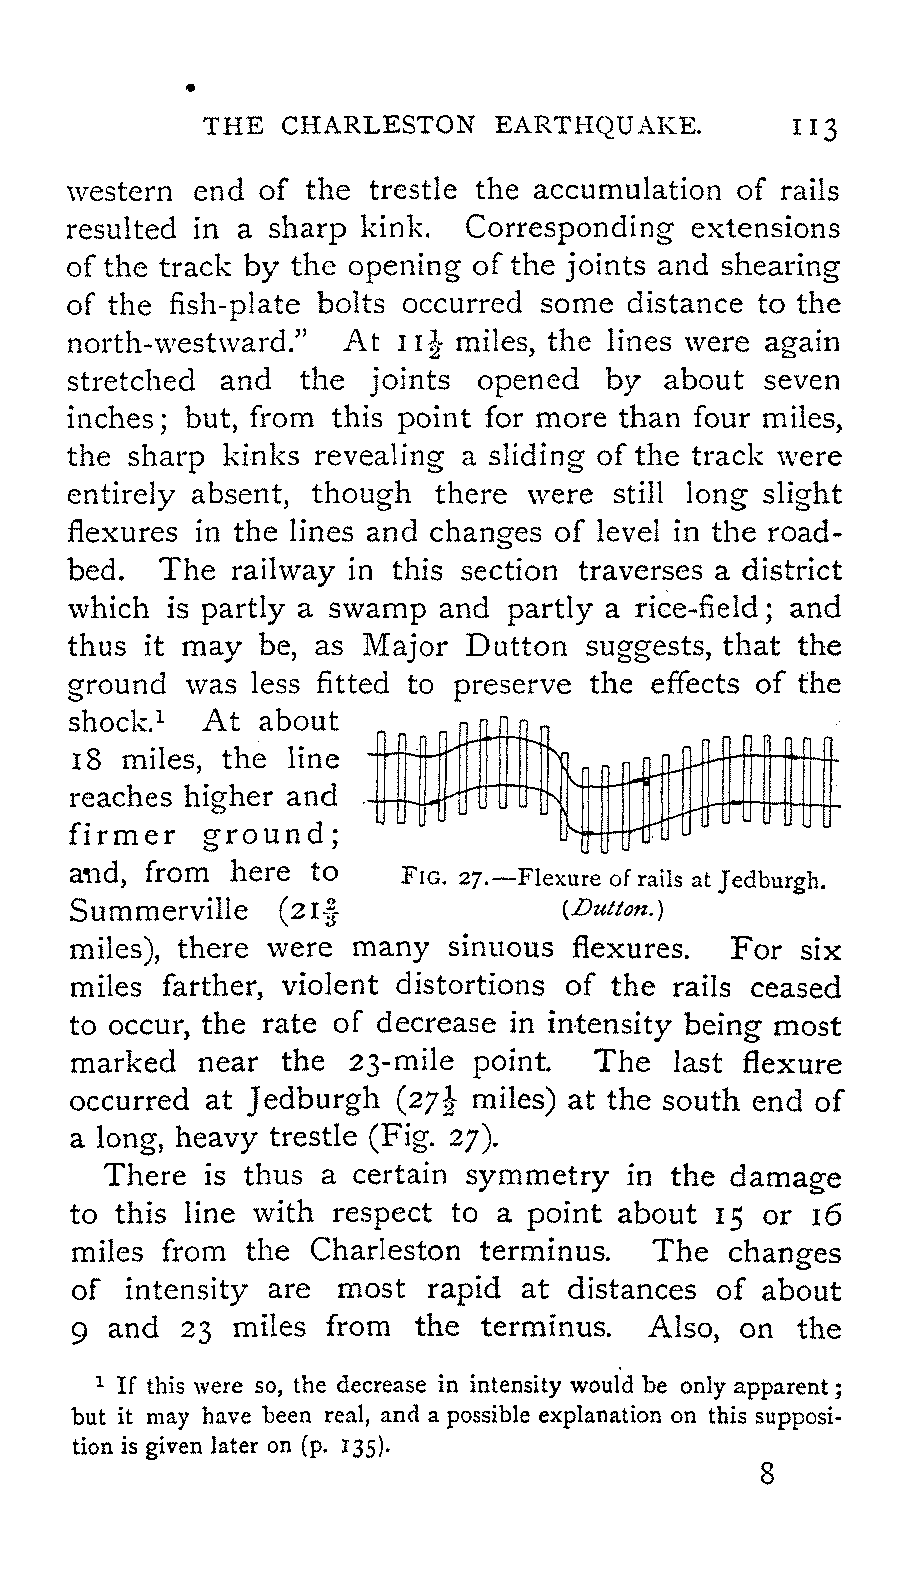 THE CHARLESTON EARTHQUAKE. 113
western end of the trestle the accumulation of rails
resulted in a sharp kink. Corresponding extensions
of the track by the opening of the joints and shearing
of the fish-plate bolts occurred some distance to the
north-westward.” At 11½ miles, the lines were again
stretched and the joints opened by about seven
inches; but, from this point for more than four miles,
the sharp kinks revealing a sliding of the track were
entirely absent, though there were still long slight
flexures in the lines and changes of level in the road-
bed. The railway in this section traverses a district
which is partly a swamp and partly a rice-field; and
thus it may be, as Major Dutton suggests, that the
ground was less fitted to preserve the effects of the
shock.¹ At about
18 miles, the line
reaches higher and
firmer ground;
and, from here to
Summerville (21⅔
FIG. 27.—Flexure of rails at Jedburgh.
(Dutton.)
miles), there were many sinuous flexures. For six
miles farther, violent distortions of the rails ceased
to occur, the rate of decrease in intensity being most
marked near the 23-mile point. The last flexure
occurred at Jedburgh (27½ miles) at the south end of
a long, heavy trestle (Fig. 27).
There is thus a certain symmetry in the damage
to this line with respect to a point about 15 or 16
miles from the Charleston terminus. The changes
of intensity are most rapid at distances of about
9 and 23 miles from the terminus. Also, on the
¹ If this were so, the decrease in intensity would be only apparent;
but it may have been real, and a possible explanation on this supposi-
tion is given later on (p. 135).
8